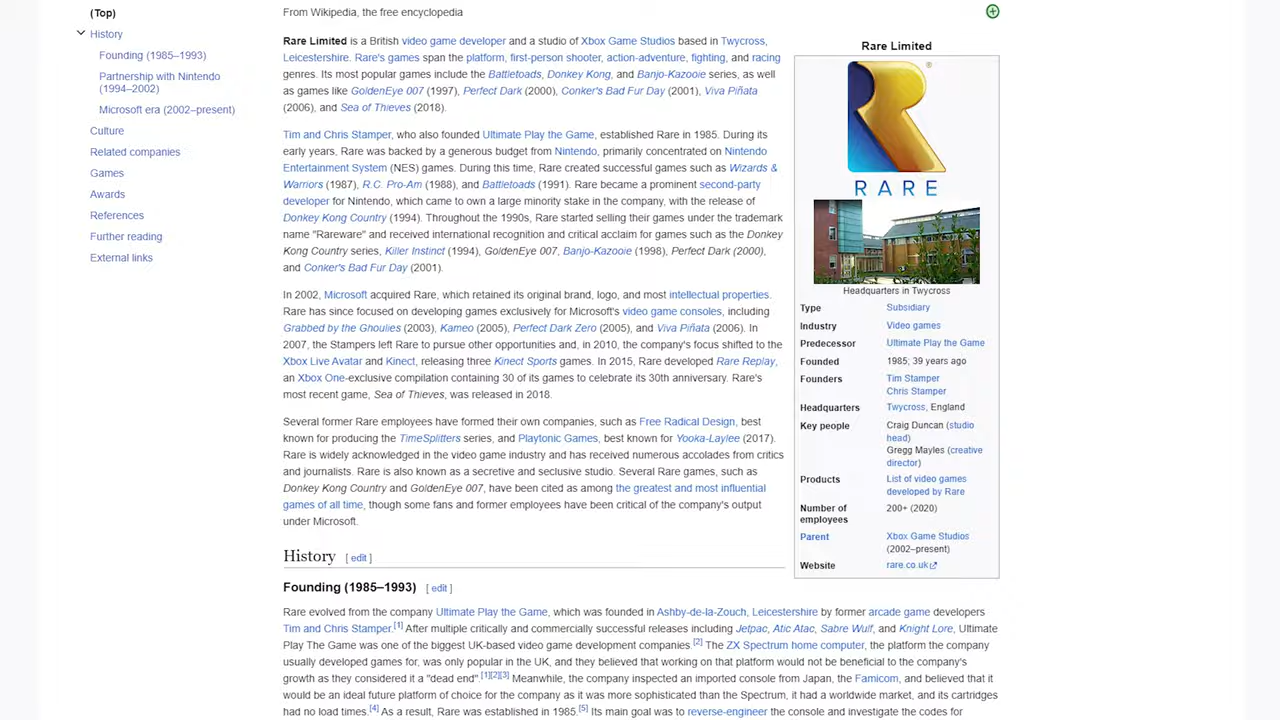 (Top)
History
Founding (1985–1993)
Partnership with Nintendo
(1994–2002)
Microsoft era (2002–present)
Culture
Related companies
Games
Awards
References
Further reading
External links
From Wikipedia, the free encyclopedia
Rare Limited is a British video game developer and a studio of Xbox Game Studios based in Twycross,
Leicestershire. Rare's games span the platform, first-person shooter, action-adventure, fighting, and racing
genres. Its most popular games include the Battletoads, Donkey Kong, and Banjo-Kazooie series, as well
as games like GoldenEye 007 (1997), Perfect Dark (2000), Conker's Bad Fur Day (2001), Viva Piñata
(2006), and Sea of Thieves (2018).
Tim and Chris Stamper, who also founded Ultimate Play the Game, established Rare in 1985. During its
early years, Rare was backed by a generous budget from Nintendo, primarily concentrated on Nintendo
Entertainment System (NES) games. During this time, Rare created successful games such as Wizards &
Warriors (1987), R.C. Pro-Am (1988), and Battletoads (1991). Rare became a prominent second-party
developer for Nintendo, which came to own a large minority stake in the company, with the release of
Donkey Kong Country (1994). Throughout the 1990s, Rare started selling their games under the trademark
name "Rareware" and received international recognition and critical acclaim for games such as the Donkey
Kong Country series, Killer Instinct (1994), GoldenEye 007, Banjo-Kazooie (1998), Perfect Dark (2000),
and Conker's Bad Fur Day (2001).
In 2002, Microsoft acquired Rare, which retained its original brand, logo, and most intellectual properties.
Rare has since focused on developing games exclusively for Microsoft's video game consoles, including
Grabbed by the Ghoulies (2003), Kameo (2005), Perfect Dark Zero (2005), and Viva Piñata (2006). In
2007, the Stampers left Rare to pursue other opportunities and, in 2010, the company's focus shifted to the
Xbox Live Avatar and Kinect, releasing three Kinect Sports games. In 2015, Rare developed Rare Replay,
an Xbox One-exclusive compilation containing 30 of its games to celebrate its 30th anniversary. Rare's
most recent game, Sea of Thieves, was released in 2018.
Several former Rare employees have formed their own companies, such as Free Radical Design, best
known for producing the TimeSplitters series, and Playtonic Games, best known for Yooka-Laylee (2017).
Rare is widely acknowledged in the video game industry and has received numerous accolades from critics
and journalists. Rare is also known as a secretive and seclusive studio. Several Rare games, such as
Donkey Kong Country and GoldenEye 007, have been cited as among the greatest and most influential
games of all time, though some fans and former employees have been critical of the company's output
under Microsoft.
Rare Limited
®
RARE
Headquarters in Twycross
Type Subsidiary
Industry Video games
Predecessor Ultimate Play the Game
Founded 1985; 39 years ago
Founders Tim Stamper
Chris Stamper
Headquarters Twycross, England
Key people Craig Duncan (studio
head)
Gregg Mayles (creative
director)
Products List of video games
developed by Rare
Number of 200+ (2020)
employees
Parent Xbox Game Studios
(2002–present)
Website rare.co.uk
History [ edit ]
Founding (1985–1993) [ edit ]
Rare evolved from the company Ultimate Play the Game, which was founded in Ashby-de-la-Zouch, Leicestershire by former arcade game developers
Tim and Chris Stamper.[1] After multiple critically and commercially successful releases including Jetpac, Atic Atac, Sabre Wulf, and Knight Lore, Ultimate
Play The Game was one of the biggest UK-based video game development companies.[2] The ZX Spectrum home computer, the platform the company
usually developed games for, was only popular in the UK, and they believed that working on that platform would not be beneficial to the company's
growth as they considered it a "dead end".[1][2][3] Meanwhile, the company inspected an imported console from Japan, the Famicom, and believed that it
would be an ideal future platform of choice for the company as it was more sophisticated than the Spectrum, it had a worldwide market, and its cartridges
had no load times.[4] As a result, Rare was established in 1985.[5] Its main goal was to reverse-engineer the console and investigate the codes for